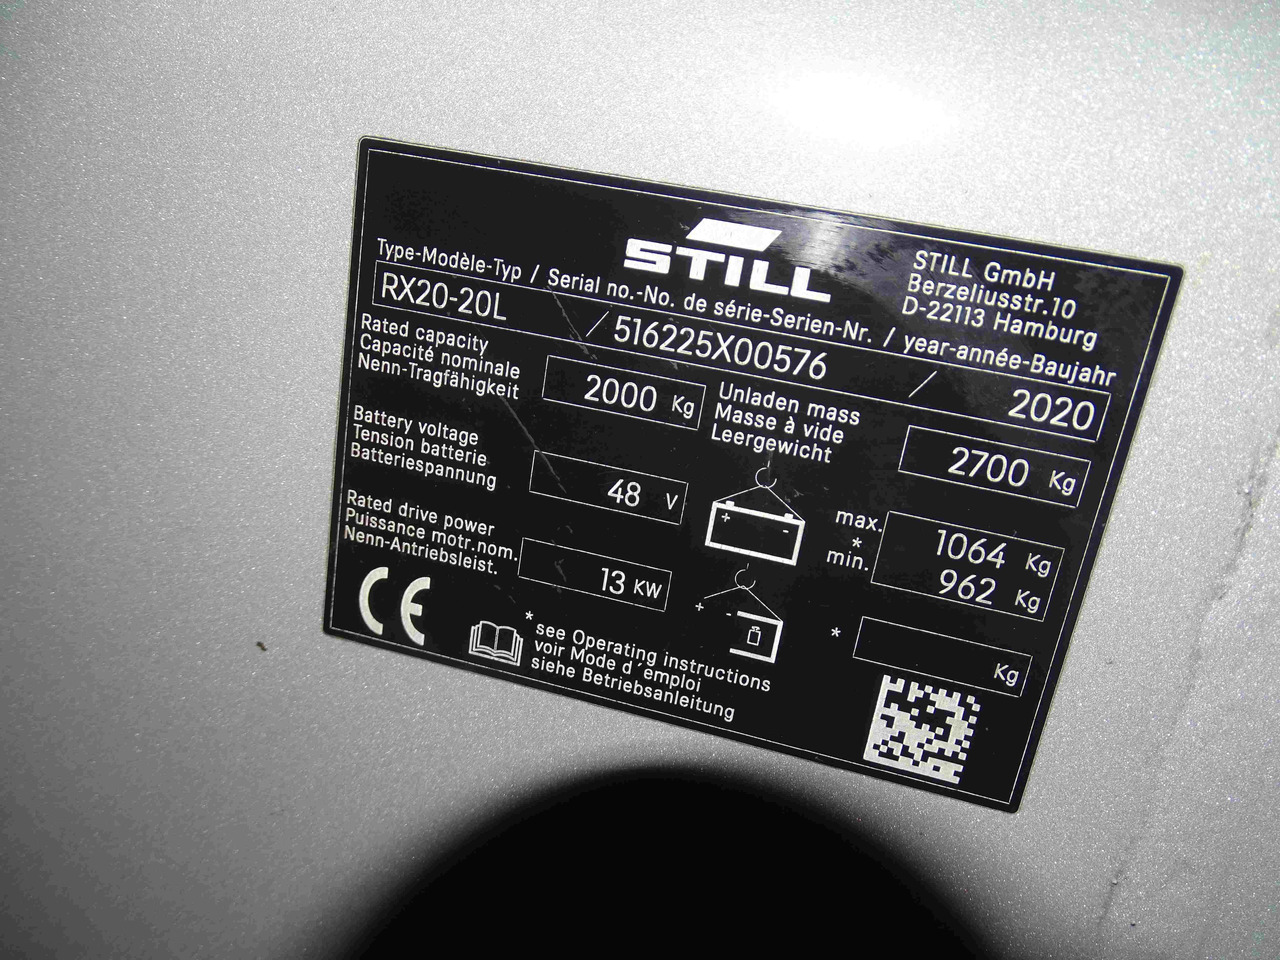 STILL
STILL GmbH
Berzeliusstr.10
D-22113 Hamburg
Type-Modèle-Typ / Serial no.-No. de série-Serien-Nr. / year-année-Baujahr
RX20-20L / 516225X00576 / 2020
Rated capacity
Capacité nominale
Nenn-Tragfähigkeit
2000 Kg
Unladen mass
Masse à vide
Leergewicht
2700 Kg
Battery voltage
Tension batterie
Batteriespannung
48 V
+ -
max.
*
min.
1064 Kg
962 Kg
Rated drive power
Puissance motr.nom.
Nenn-Antriebsleist.
13 KW
+ -
* Kg
CE
* see Operating instructions
voir Mode d'emploi
siehe Betriebsanleitung